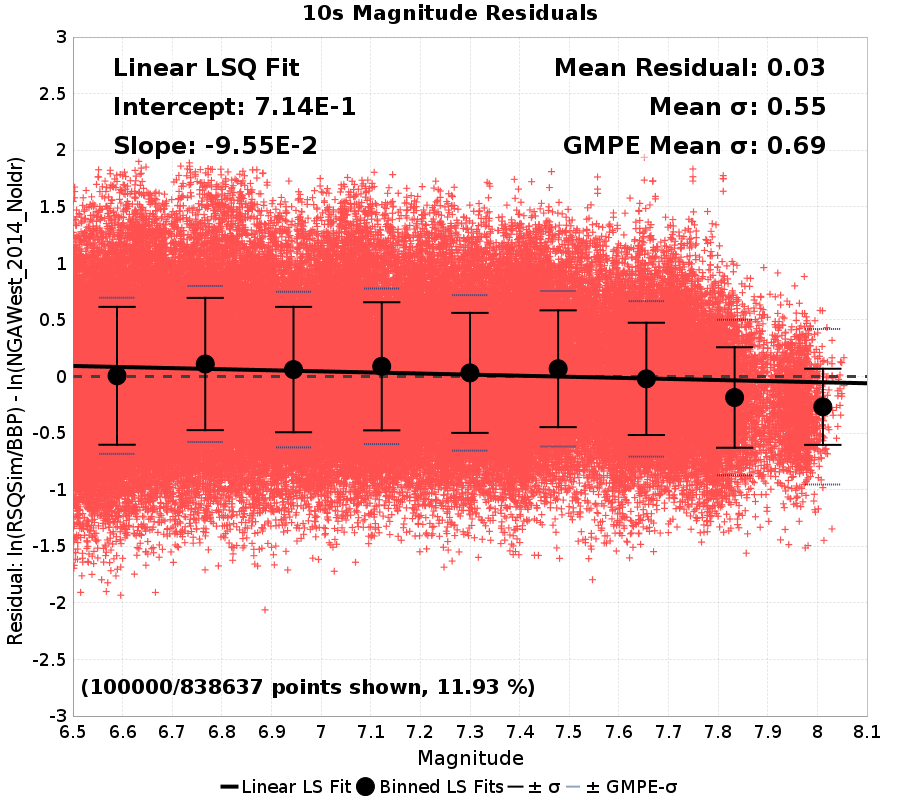 10s Magnitude Residuals
Linear LSQ Fit
Intercept: 7.14E-1
Slope: -9.55E-2
Mean Residual: 0.03
Mean σ: 0.55
GMPE Mean σ: 0.69
Residual: ln(RSQSim/BBP) - ln(NGAWest_2014_NoIdr)
3
2.5
2
1.5
1
0.5
0
-0.5
-1
-1.5
-2
-2.5
-3
(100000/838637 points shown, 11.93 %)
6.5 6.6 6.7 6.8 6.9 7 7.1 7.2 7.3 7.4 7.5 7.6 7.7 7.8 7.9 8 8.1
Magnitude
Linear LS Fit Binned LS Fits ± σ ± GMPE-σ